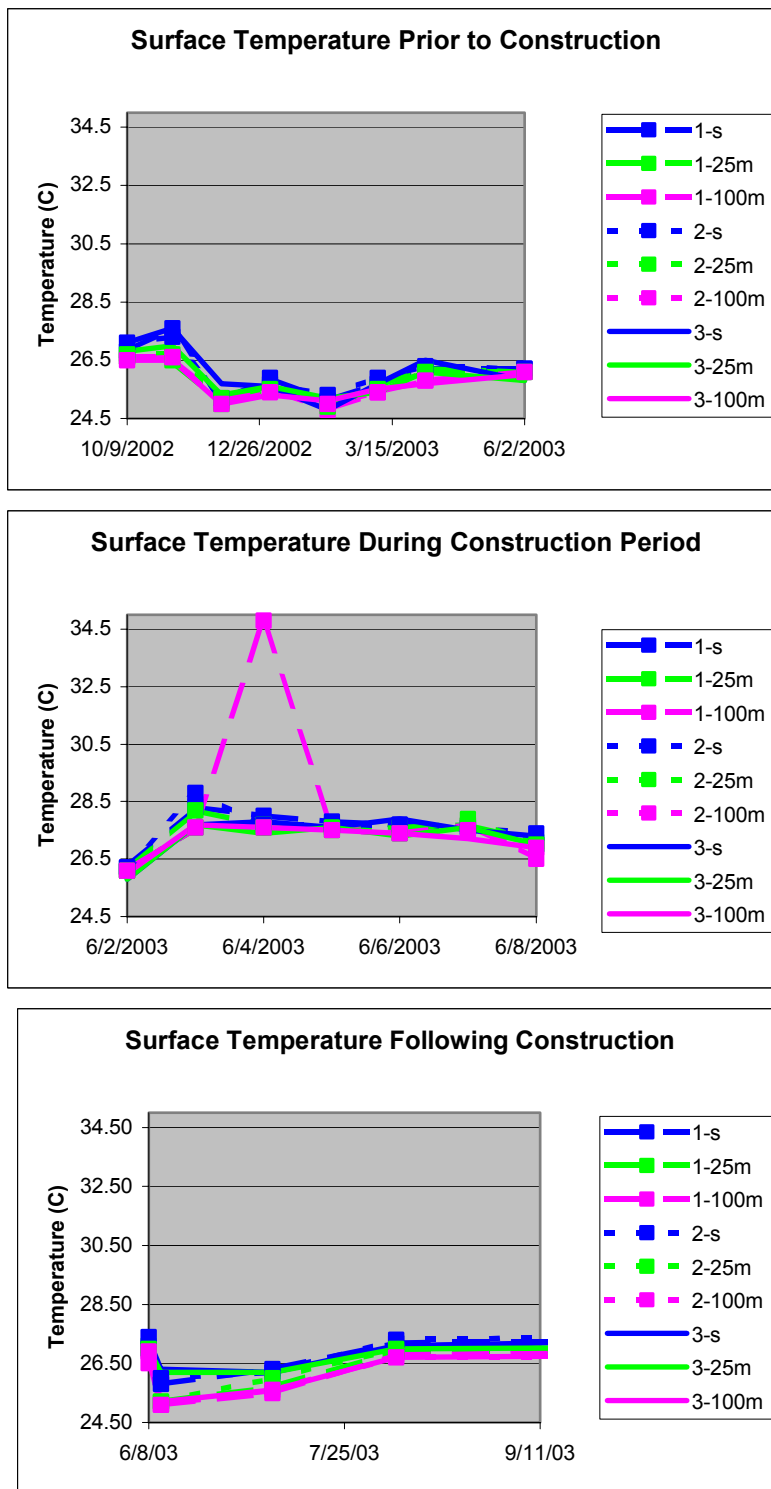 Surface Temperature Prior to Construction
Temperature (C)
34.5
32.5
30.5
28.5
26.5
24.5
10/9/2002 12/26/2002 3/15/2003 6/2/2003
1-s
1-25m
1-100m
2-s
2-25m
2-100m
3-s
3-25m
3-100m
Surface Temperature During Construction Period
Temperature (C)
34.5
32.5
30.5
28.5
26.5
24.5
6/2/2003 6/4/2003 6/6/2003 6/8/2003
1-s
1-25m
1-100m
2-s
2-25m
2-100m
3-s
3-25m
3-100m
Surface Temperature Following Construction
Temperature (C)
34.50
32.50
30.50
28.50
26.50
24.50
6/8/03 7/25/03 9/11/03
1-s
1-25m
1-100m
2-s
2-25m
2-100m
3-s
3-25m
3-100m